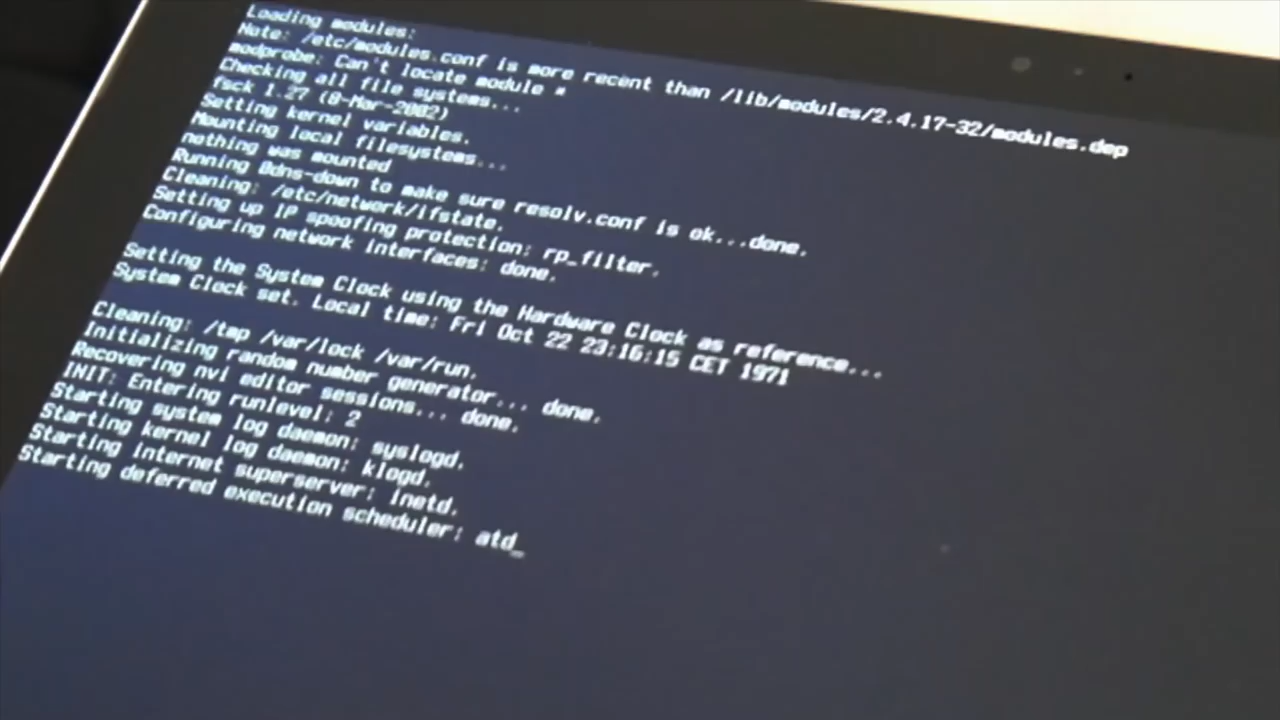 Loading modules:
Note: /etc/modules.conf is more recent than /lib/modules/2.4.17-32/modules.dep
modprobe: Can't locate module *
Checking all file systems...
fsck 1.27 (8-Mar-2002)
Setting kernel variables.
Mounting local filesystems...
nothing was mounted
Running 0dns-down to make sure resolv.conf is ok...done.
Cleaning: /etc/network/ifstate.
Setting up IP spoofing protection: rp_filter.
Configuring network interfaces: done.
Setting the System Clock using the Hardware Clock as reference...
System Clock set. Local time: Fri Oct 22 23:16:15 CET 1971
Cleaning: /tmp /var/lock /var/run.
Initializing random number generator... done.
Recovering nvi editor sessions... done.
INIT: Entering runlevel: 2
Starting system log daemon: syslogd.
Starting kernel log daemon: klogd.
Starting internet superserver: inetd.
Starting deferred execution scheduler: atd_